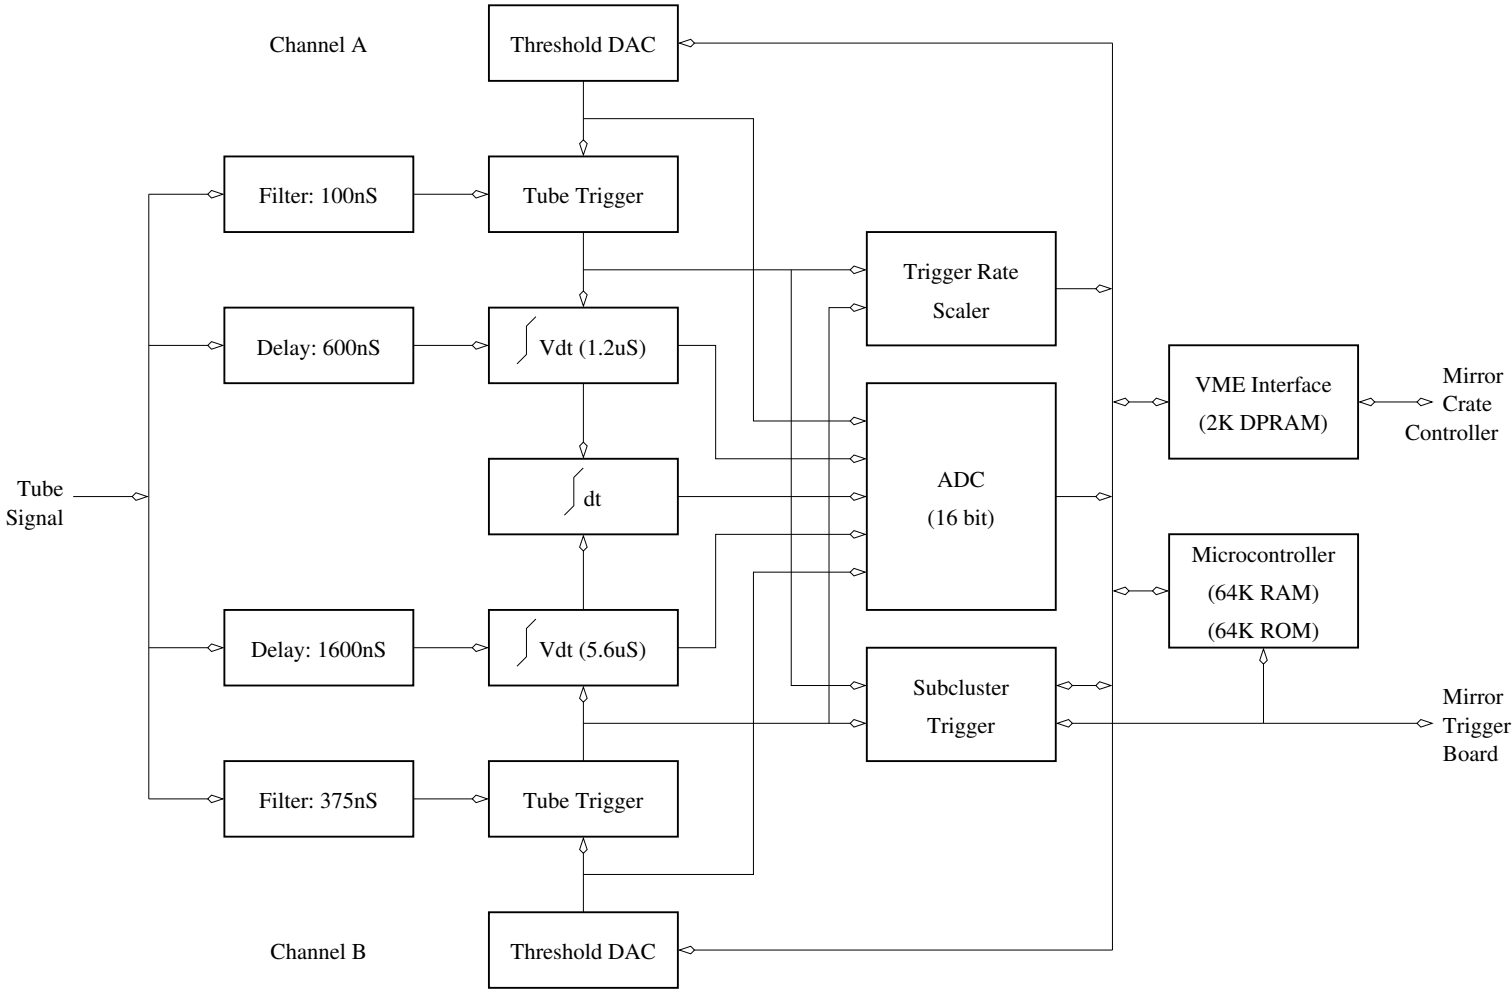 Channel A
Threshold DAC
Filter: 100nS
Tube Trigger
Trigger Rate
Scaler
Delay: 600nS
∫ Vdt (1.2uS)
VME Interface
(2K DPRAM)
Mirror
Crate
Controller
Tube
Signal
∫ dt
ADC
(16 bit)
Microcontroller
(64K RAM)
(64K ROM)
Delay: 1600nS
∫ Vdt (5.6uS)
Subcluster
Trigger
Mirror
Trigger
Board
Filter: 375nS
Tube Trigger
Channel B
Threshold DAC